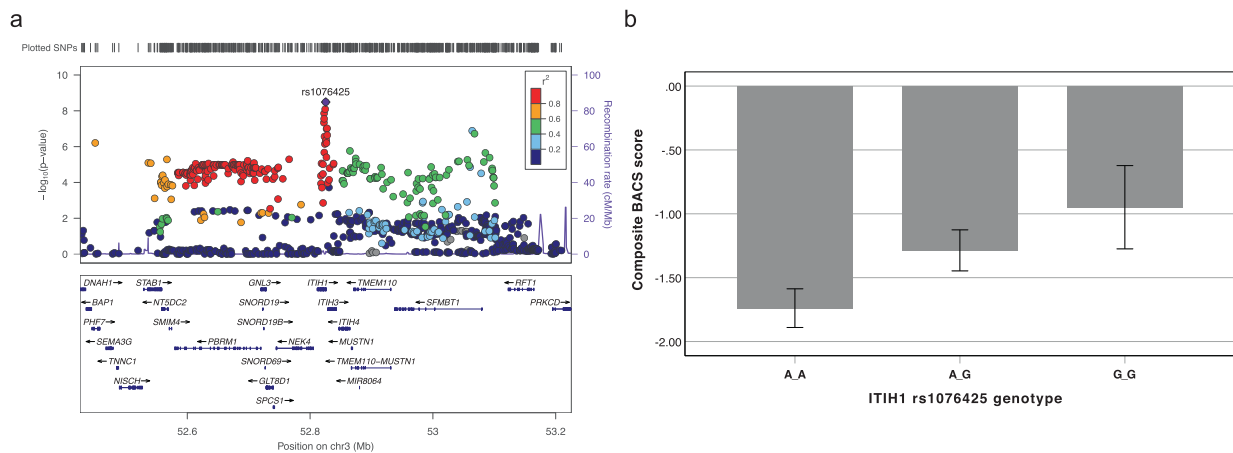 a
Plotted SNPs
10
8
6
4
2
0
−log10(p−value)
100
80
60
40
20
0
Recombination rate (cM/Mb)
rs1076425
r2
0.8
0.6
0.4
0.2
DNAH1→ STAB1→ GNL3→ ITIH1→ ←TMEM110 ←RFT1
←BAP1 ←NT5DC2 SNORD19→ ITIH3→ ←SFMBT1 PRKCD→
PHF7→ SMIM4→ SNORD19B→ ←ITIH4
←SEMA3G ←PBRM1 ←NEK4 ←MUSTN1
←TNNC1 SNORD69→ ←TMEM110−MUSTN1
NISCH→ ←GLT8D1 ←MIR8064
SPCS1→
52.6 52.8 53 53.2
Position on chr3 (Mb)
b
Composite BACS score
.00
-.50
-1.00
-1.50
-2.00
A_A A_G G_G
ITIH1 rs1076425 genotype